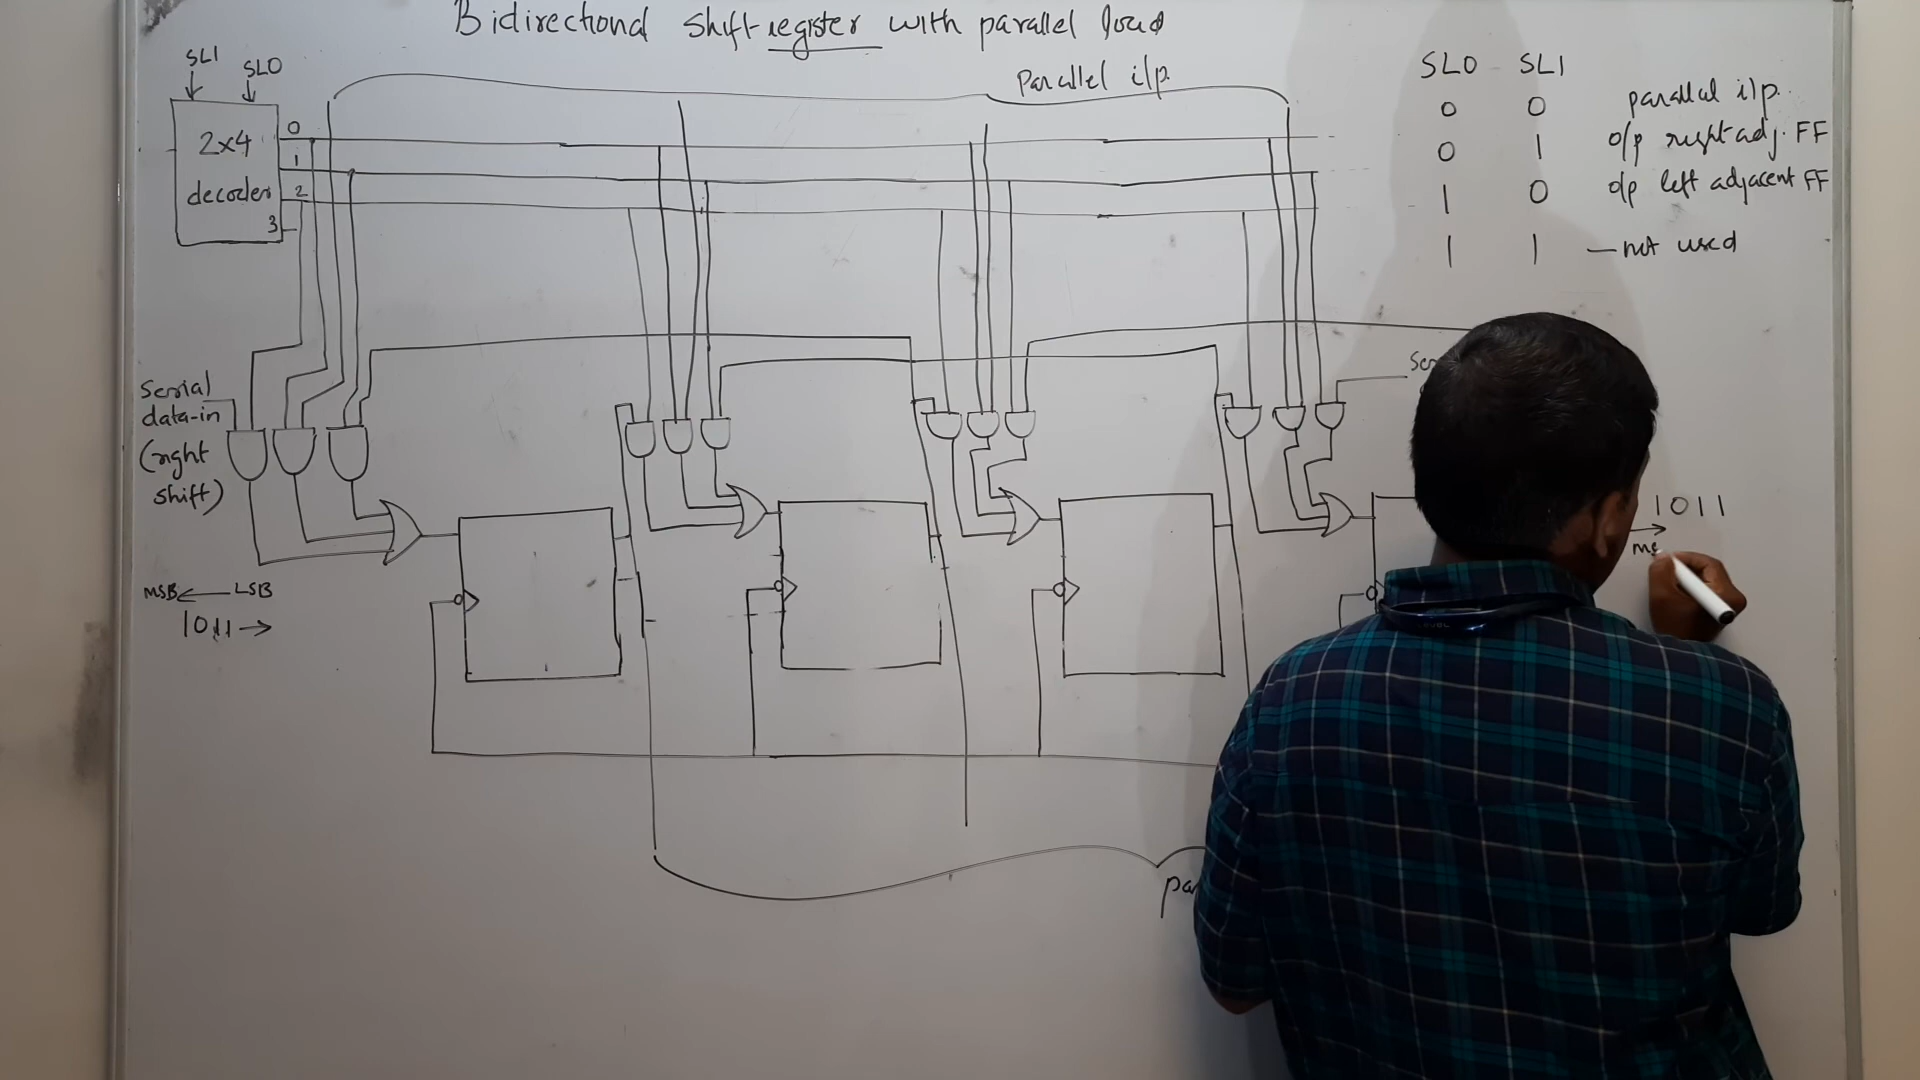 Bidirectional shift register with parallel load
SL1
SL0
2x4
decoder
0
1
2
3
parallel i/p.
SL0 SL1
0 0 parallel i/p.
0 1 o/p right adj. FF
1 0 o/p left adjacent FF
1 1 — not used
Serial
data-in
(right
shift)
MSB ← LSB
1011 →
1011
→